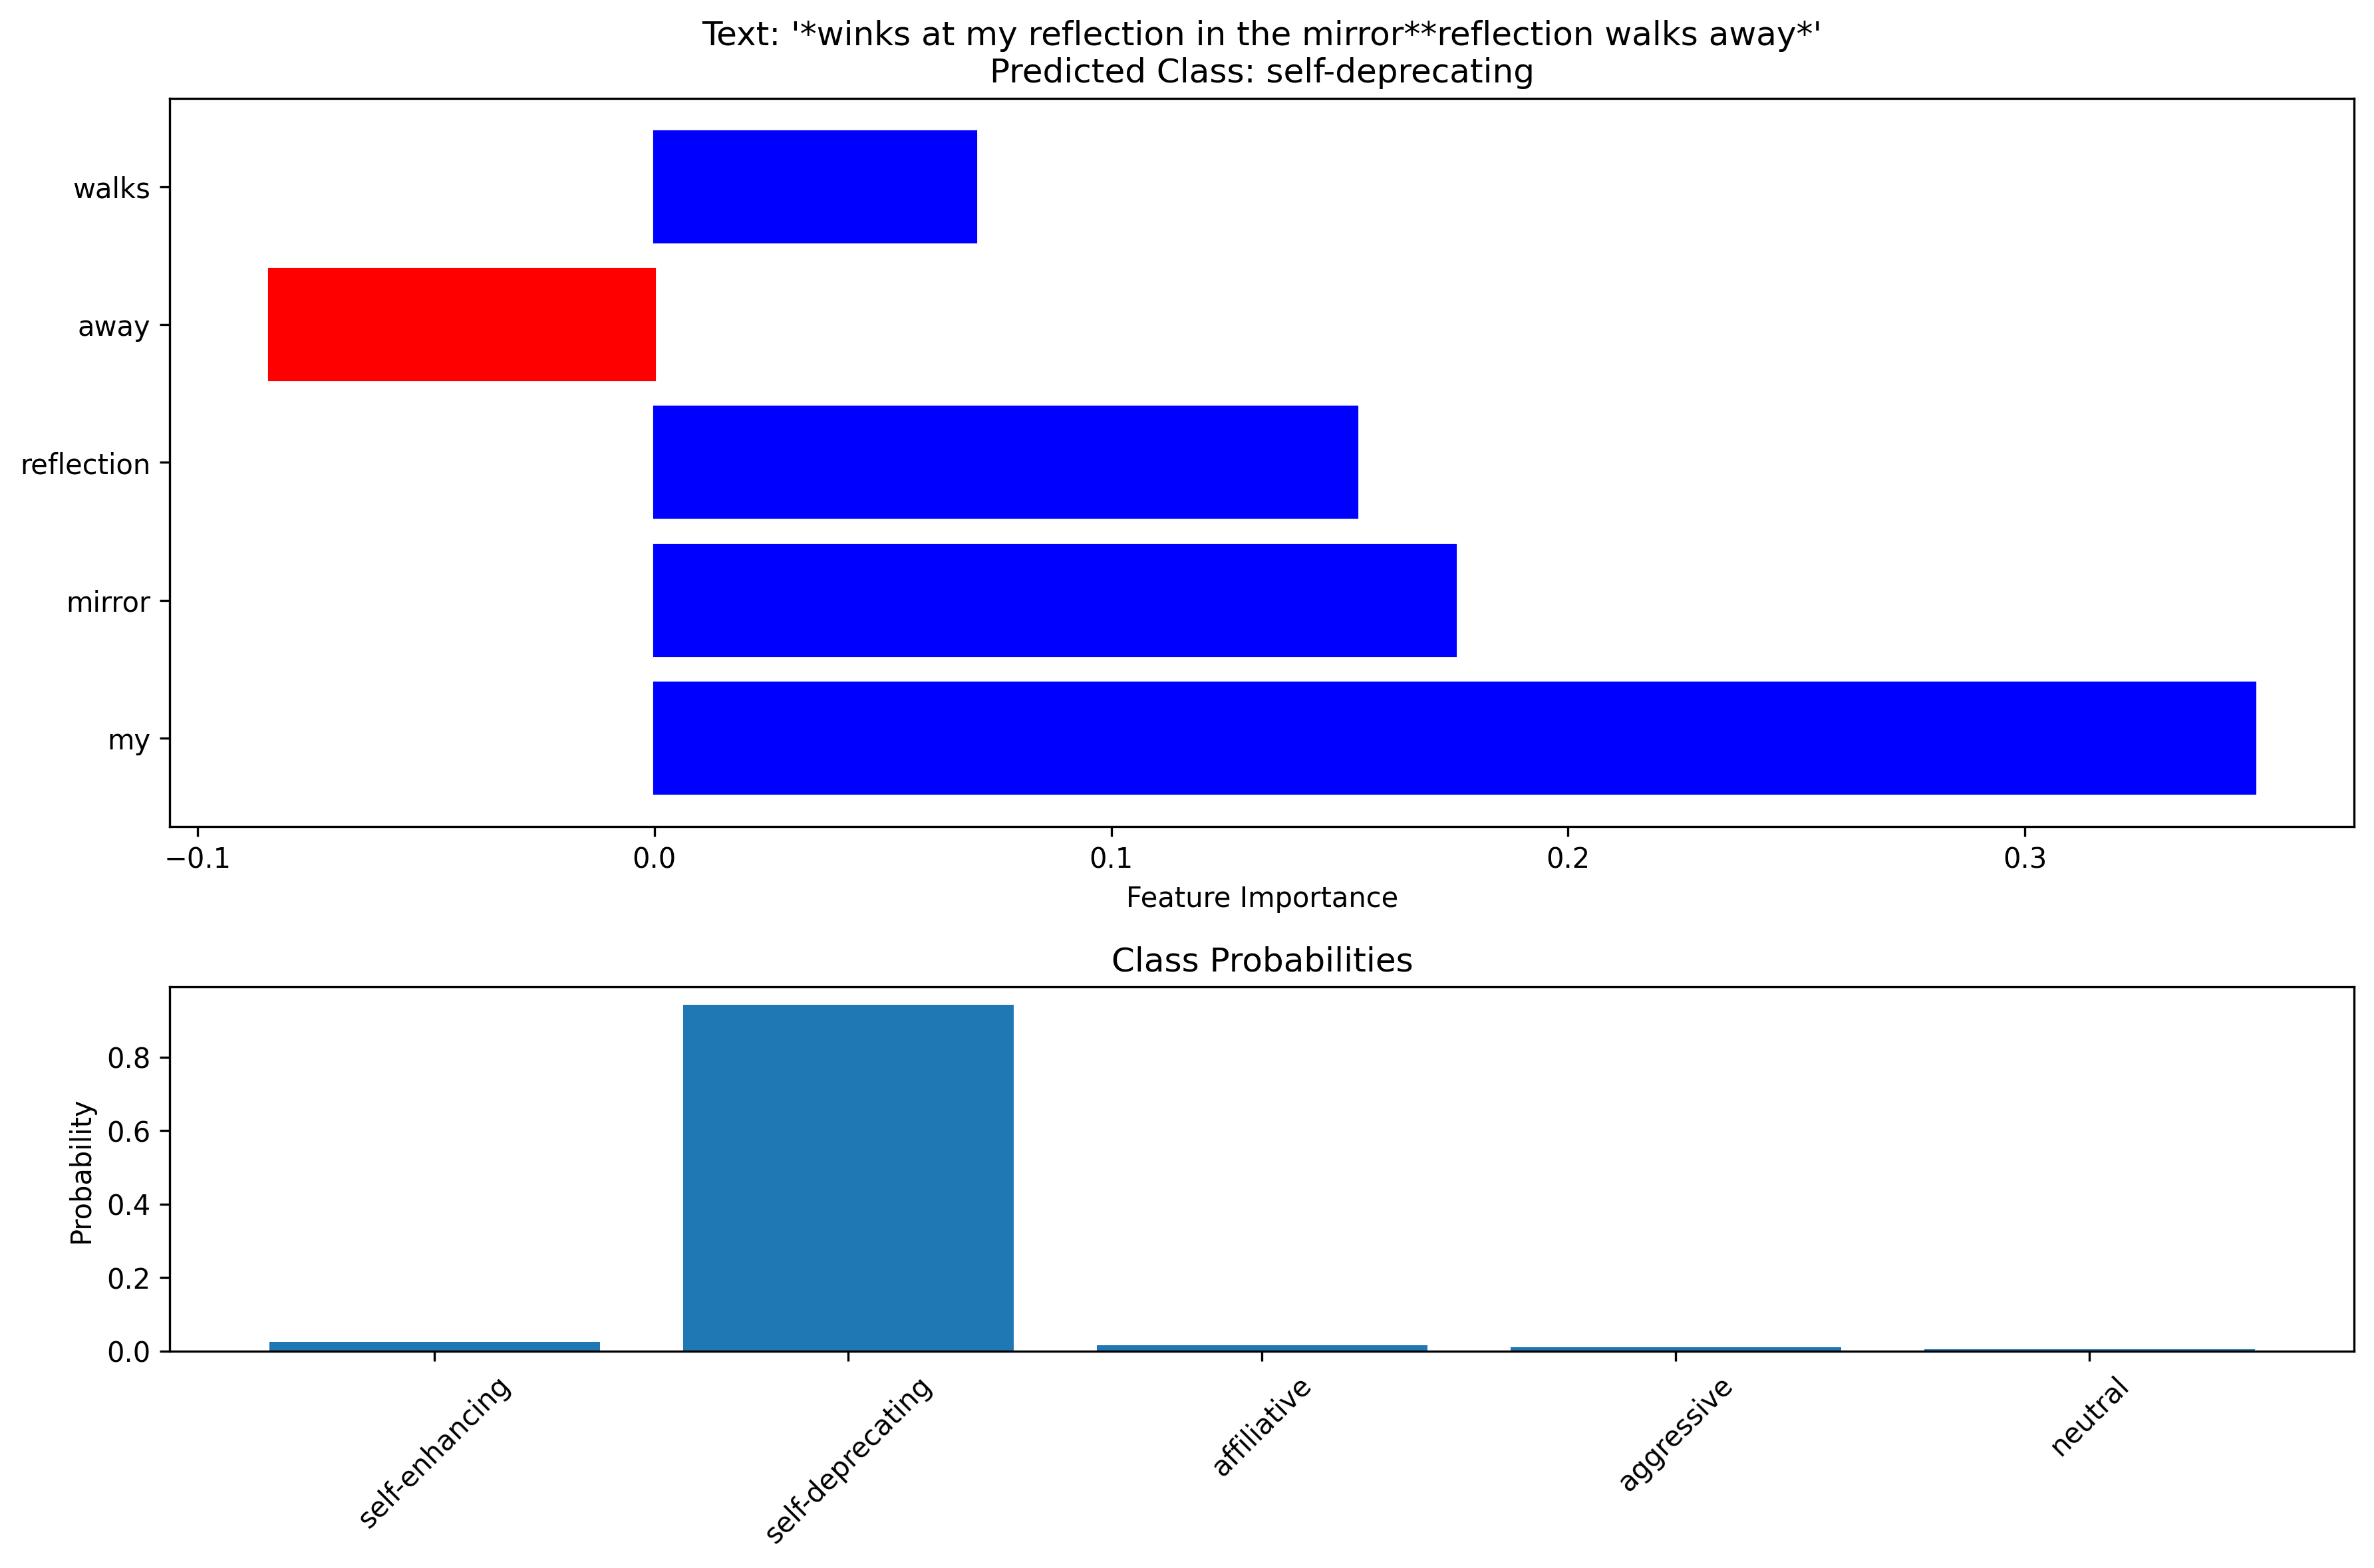 Text: '*winks at my reflection in the mirror**reflection walks away*'
Predicted Class: self-deprecating
walks
away
reflection
mirror
my
−0.1 0.0 0.1 0.2 0.3
Feature Importance
Class Probabilities
Probability
0.8
0.6
0.4
0.2
0.0
self-enhancing
self-deprecating
affiliative
aggressive
neutral